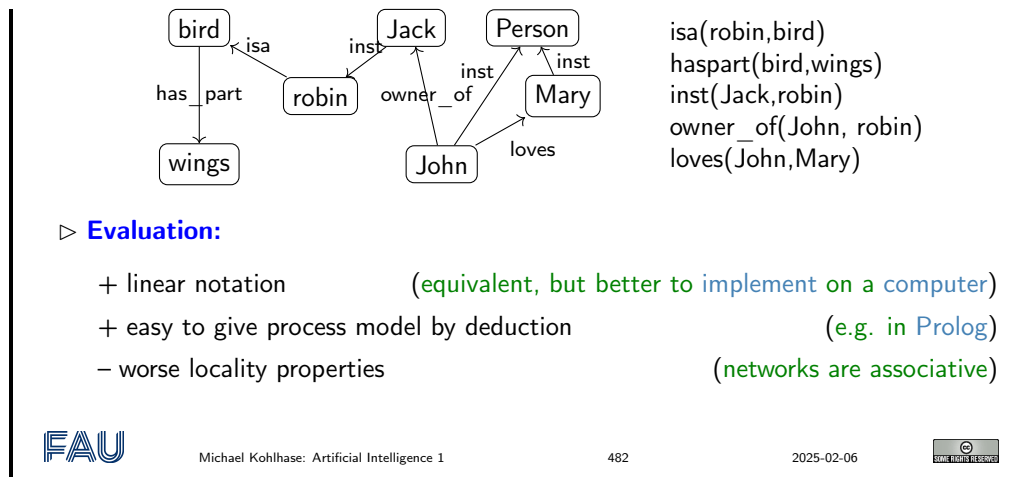 bird
Jack
Person
isa
inst
inst
inst
has_part
robin
owner_of
Mary
wings
John
loves
isa(robin,bird)
haspart(bird,wings)
inst(Jack,robin)
owner_of(John, robin)
loves(John,Mary)
▷ Evaluation:
+ linear notation (equivalent, but better to implement on a computer)
+ easy to give process model by deduction (e.g. in Prolog)
– worse locality properties (networks are associative)
FAU
Michael Kohlhase: Artificial Intelligence 1 482 2025-02-06
cc
SOME RIGHTS RESERVED